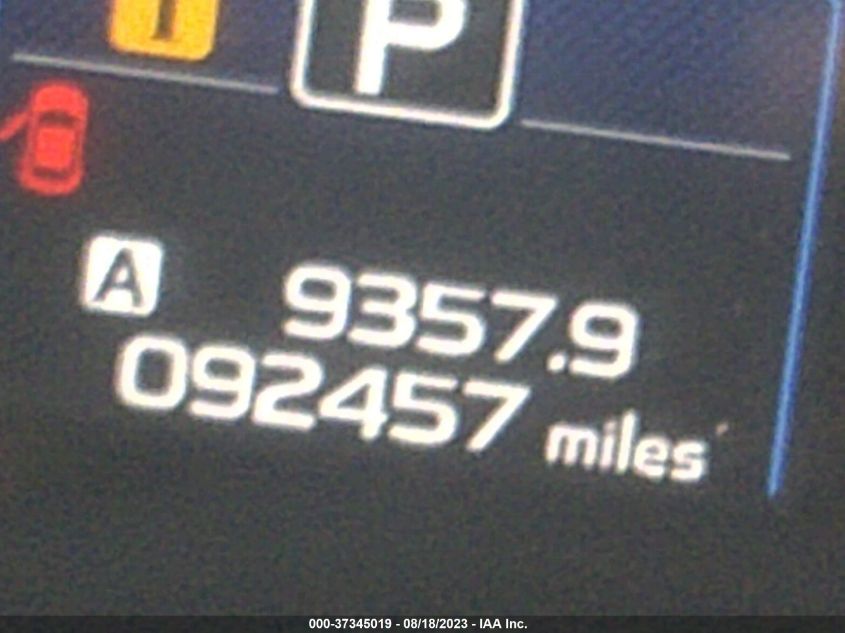 P
A 9357.9
092457 miles
000-37345019 - 08/18/2023 - IAA Inc.